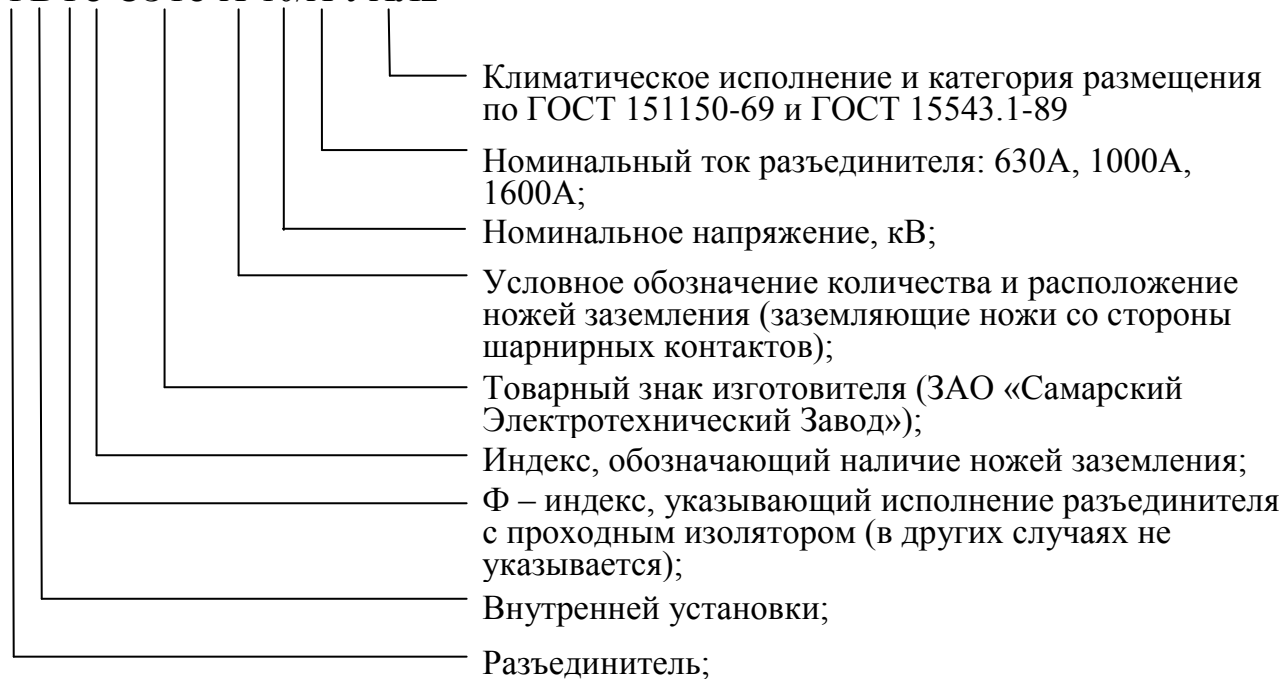 Климатическое исполнение и категория размещения
по ГОСТ 151150-69 и ГОСТ 15543.1-89
Номинальный ток разъединителя: 630А, 1000А,
1600А;
Номинальное напряжение, кВ;
Условное обозначение количества и расположение
ножей заземления (заземляющие ножи со стороны
шарнирных контактов);
Товарный знак изготовителя (ЗАО «Самарский
Электротехнический Завод»);
Индекс, обозначающий наличие ножей заземления;
Ф – индекс, указывающий исполнение разъединителя
с проходным изолятором (в других случаях не
указывается);
Внутренней установки;
Разъединитель;